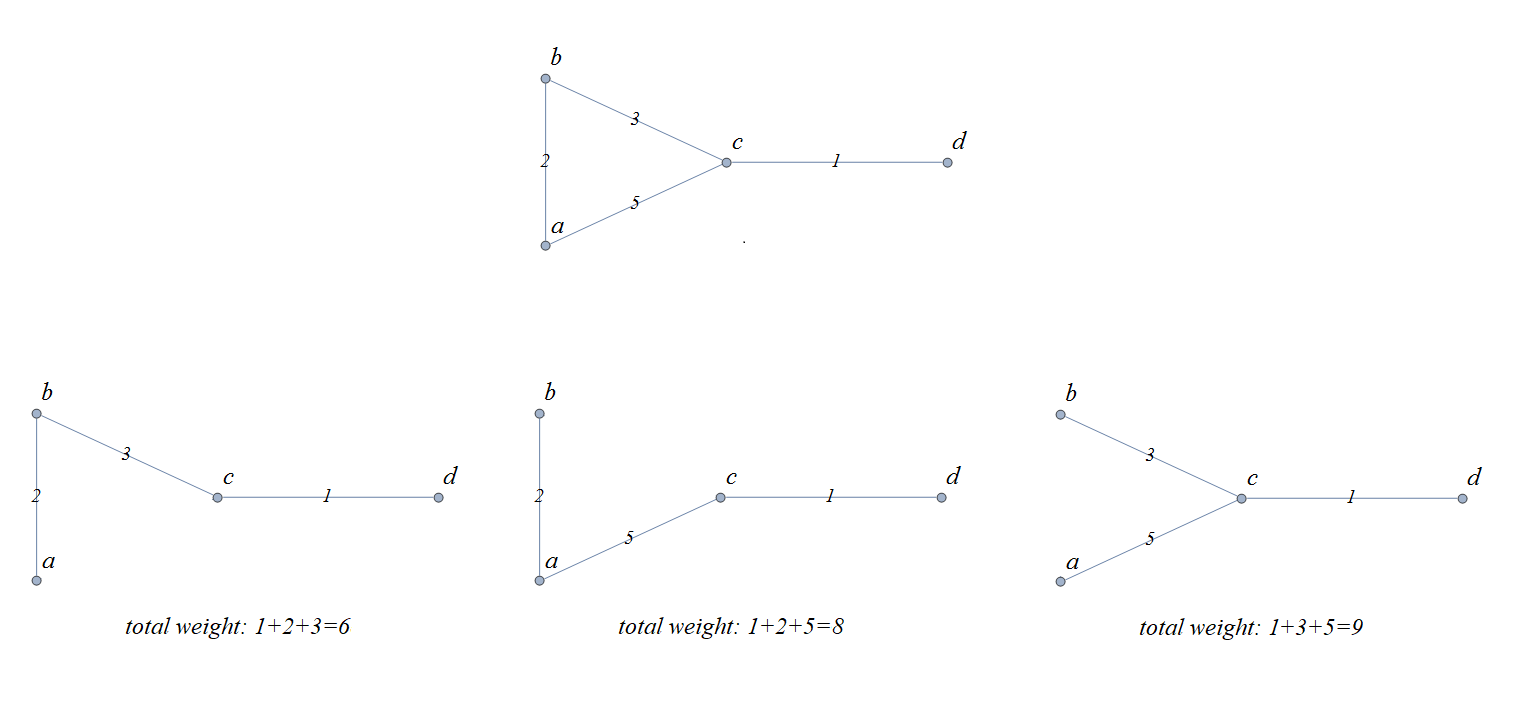 b
3
c
d
2
1
5
a
.
b
3
c
d
2
1
a
b
c
d
2
1
5
a
b
3
c
d
1
5
a
total weight: 1+2+3=6
total weight: 1+2+5=8
total weight: 1+3+5=9